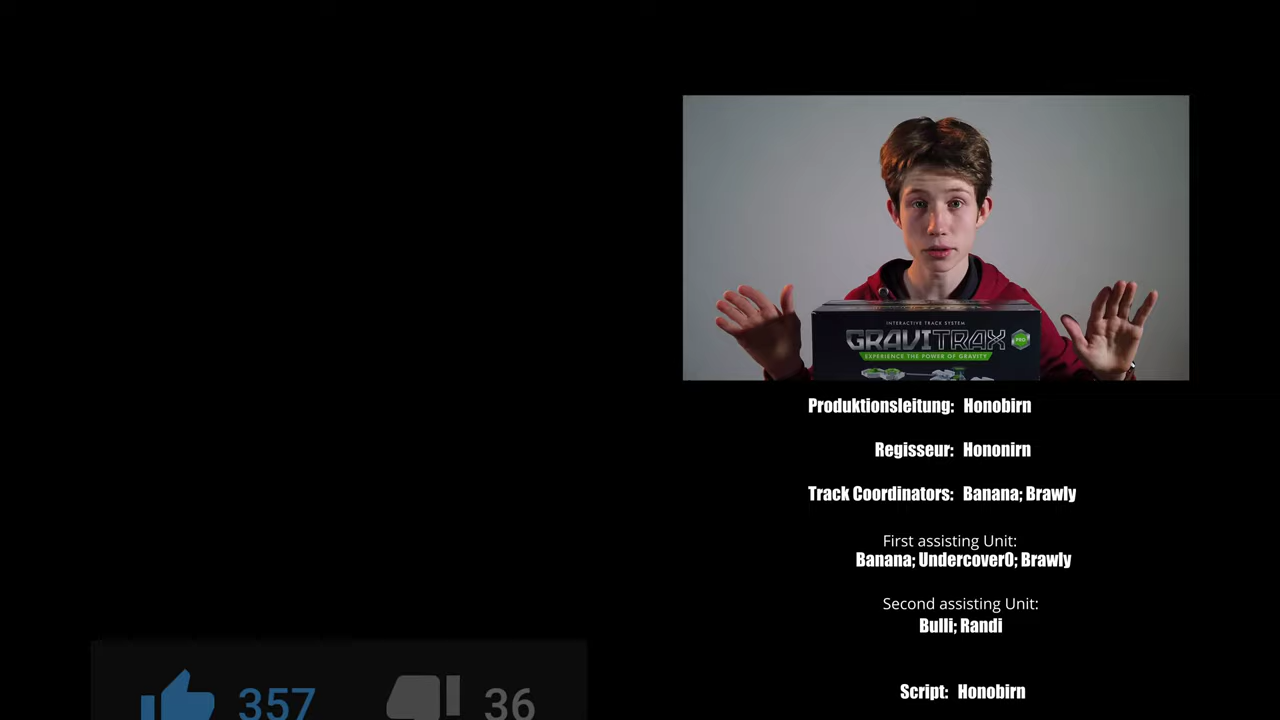 INTERACTIVE TRACK SYSTEM
GRAVITRAX PRO
EXPERIENCE THE POWER OF GRAVITY
Produktionsleitung: Honobirn
Regisseur: Hononirn
Track Coordinators: Banana; Brawly
First assisting Unit:
Banana; Undercover0; Brawly
Second assisting Unit:
Bulli; Randi
Script: Honobirn
357 36